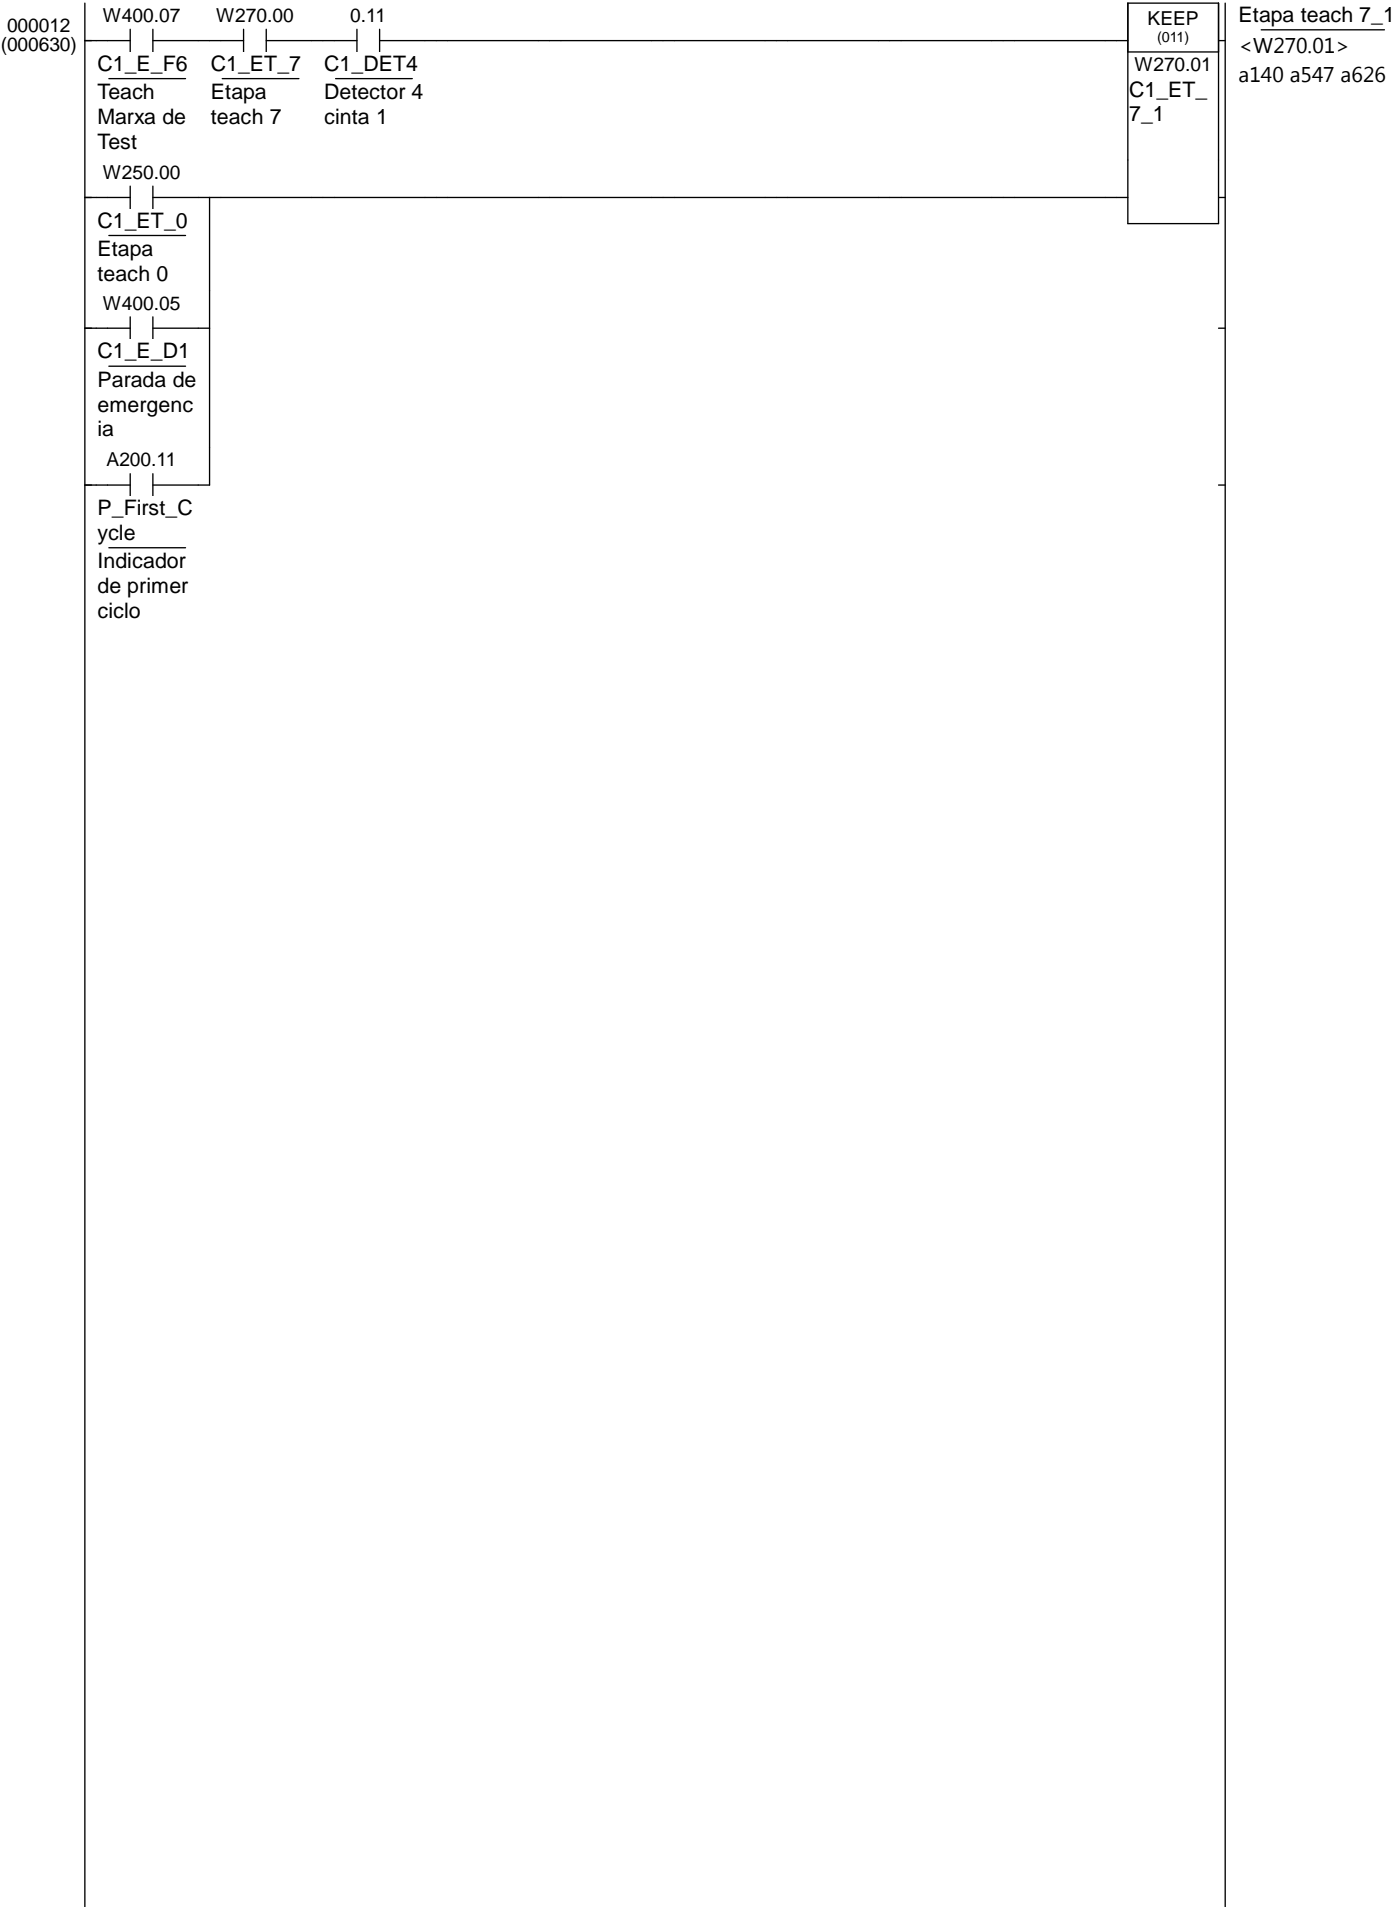 000012
(000630)
W400.07 W270.00 0.11
C1_E_F6 C1_ET_7 C1_DET4
Teach Etapa Detector 4
Marxa de teach 7 cinta 1
Test
KEEP
(011)
W270.01
C1_ET_
7_1
Etapa teach 7_1
<W270.01>
a140 a547 a626
W250.00
C1_ET_0
Etapa
teach 0
W400.05
C1_E_D1
Parada de
emergenc
ia
A200.11
P_First_C
ycle
Indicador
de primer
ciclo